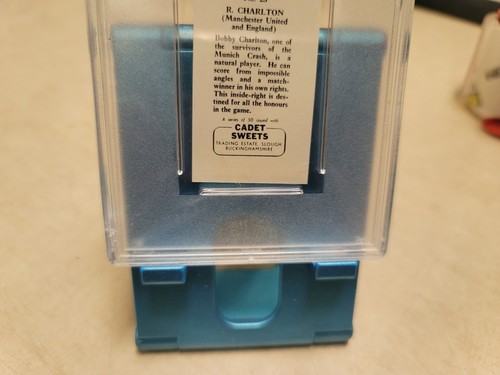 R. CHARLTON
(Manchester United
and England)
Bobby Charlton, one of
the survivors of the
Munich Crash, is a
natural player. He can
score from impossible
angles and a match-
winner in his own rights.
This inside-right is des-
tined for all the honours
in the game.
A series of 50 issued with
CADET
SWEETS
TRADING ESTATE, SLOUGH
BUCKINGHAMSHIRE